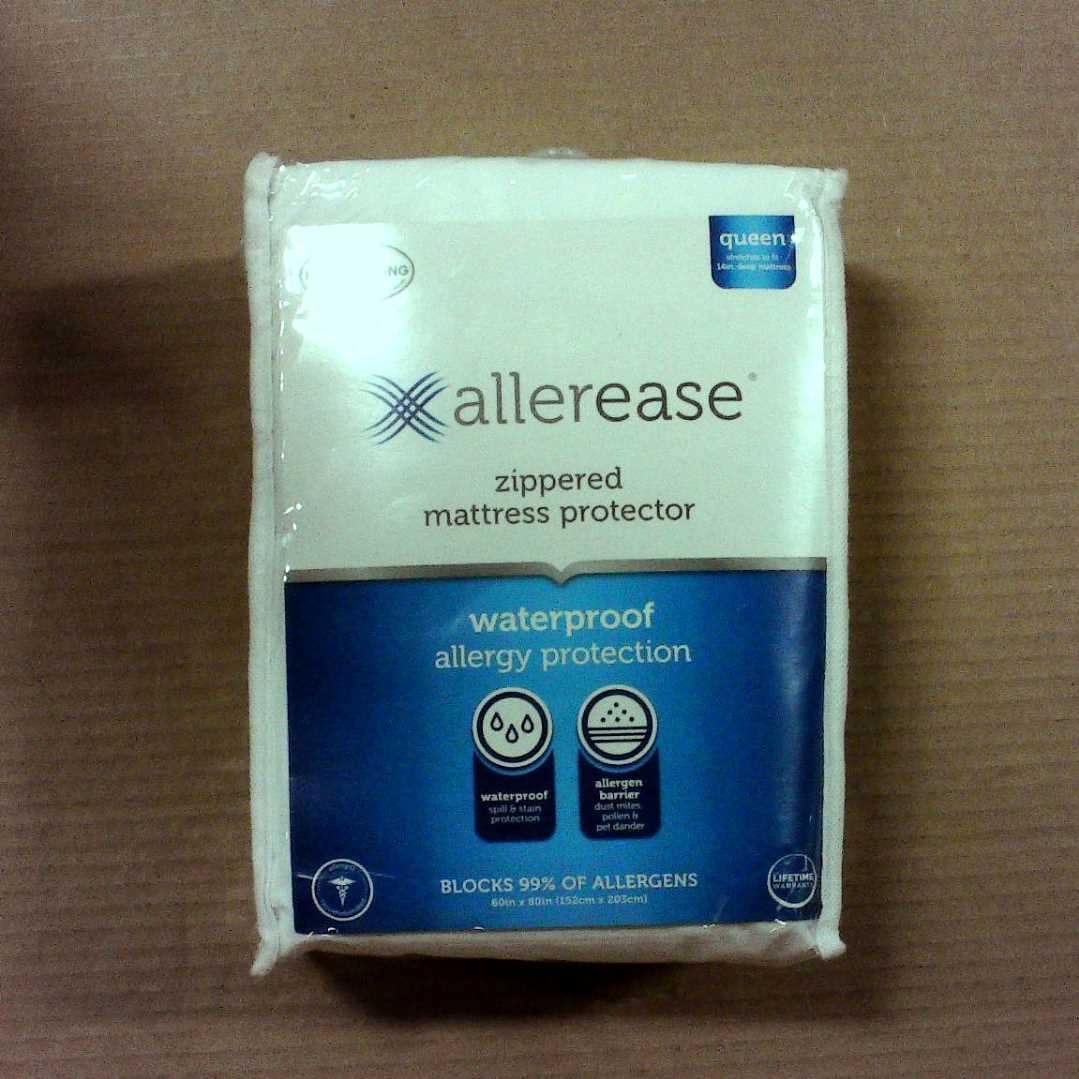 queen
stretches to fit
14in. deep mattress
allerease®
zippered
mattress protector
waterproof
allergy protection
waterproof
spill & stain
protection
allergen
barrier
dust mites,
pollen &
pet dander
BLOCKS 99% OF ALLERGENS
60in x 80in (152cm x 203cm)
LIFETIME
WARRANTY